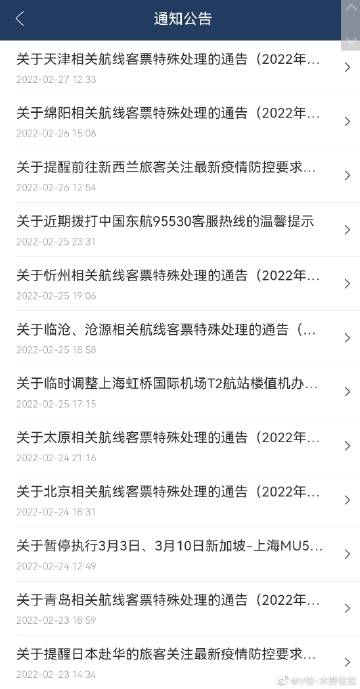 通知公告
关于天津相关航线客票特殊处理的通告（2022年...
2022-02-27 12:33
关于绵阳相关航线客票特殊处理的通告（2022年...
2022-02-26 15:06
关于提醒前往新西兰旅客关注最新疫情防控要求...
2022-02-26 12:54
关于近期拨打中国东航95530客服热线的温馨提示
2022-02-25 23:31
关于忻州相关航线客票特殊处理的通告（2022年...
2022-02-25 19:06
关于临沧、沧源相关航线客票特殊处理的通告（...
2022-02-25 18:58
关于临时调整上海虹桥国际机场T2航站楼值机办...
2022-02-25 17:15
关于太原相关航线客票特殊处理的通告（2022年...
2022-02-24 21:16
关于北京相关航线客票特殊处理的通告（2022年...
2022-02-24 18:31
关于暂停执行3月3日、3月10日新加坡-上海MU5...
2022-02-24 12:49
关于青岛相关航线客票特殊处理的通告（2022年...
2022-02-23 18:59
关于提醒日本赴华的旅客关注最新疫情防控要求...
2022-02-23 14:34